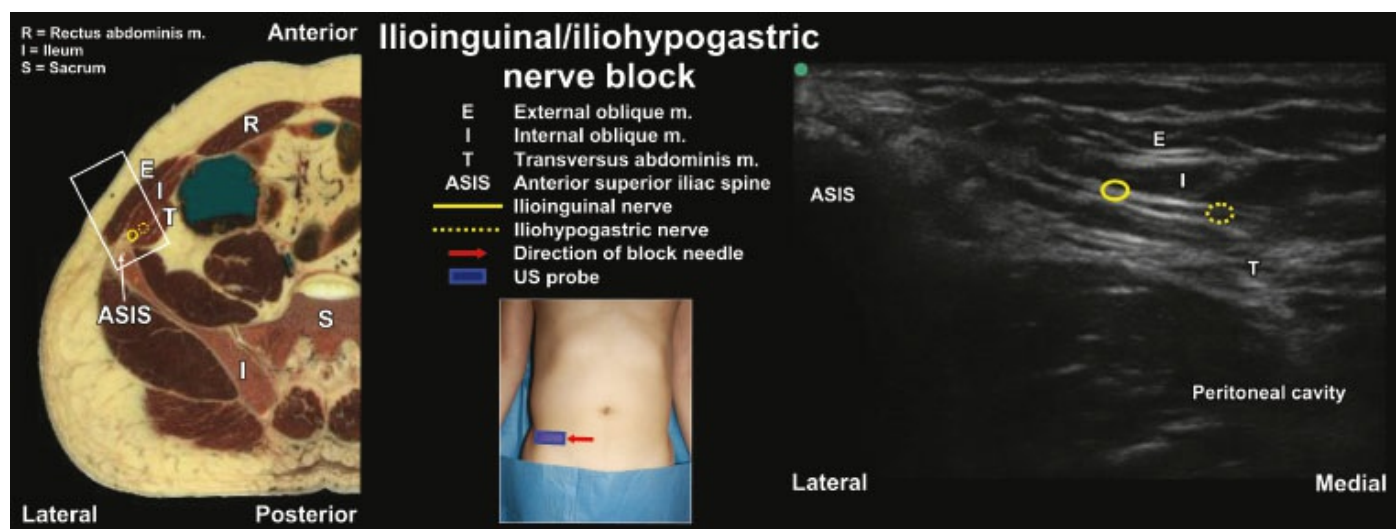 R = Rectus abdominis m.
I = Ileum
S = Sacrum
Anterior
R
E
I
T
ASIS
S
I
Lateral
Posterior
Ilioinguinal/iliohypogastric
nerve block
E External oblique m.
I Internal oblique m.
T Transversus abdominis m.
ASIS Anterior superior iliac spine
Ilioinguinal nerve
Iliohypogastric nerve
Direction of block needle
US probe
E
I
ASIS
T
Peritoneal cavity
Lateral
Medial